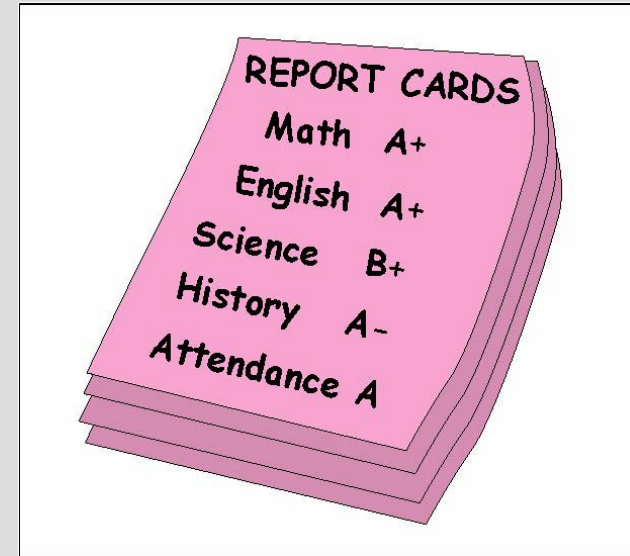 REPORT CARDS
Math A+
English A+
Science B+
History A-
Attendance A